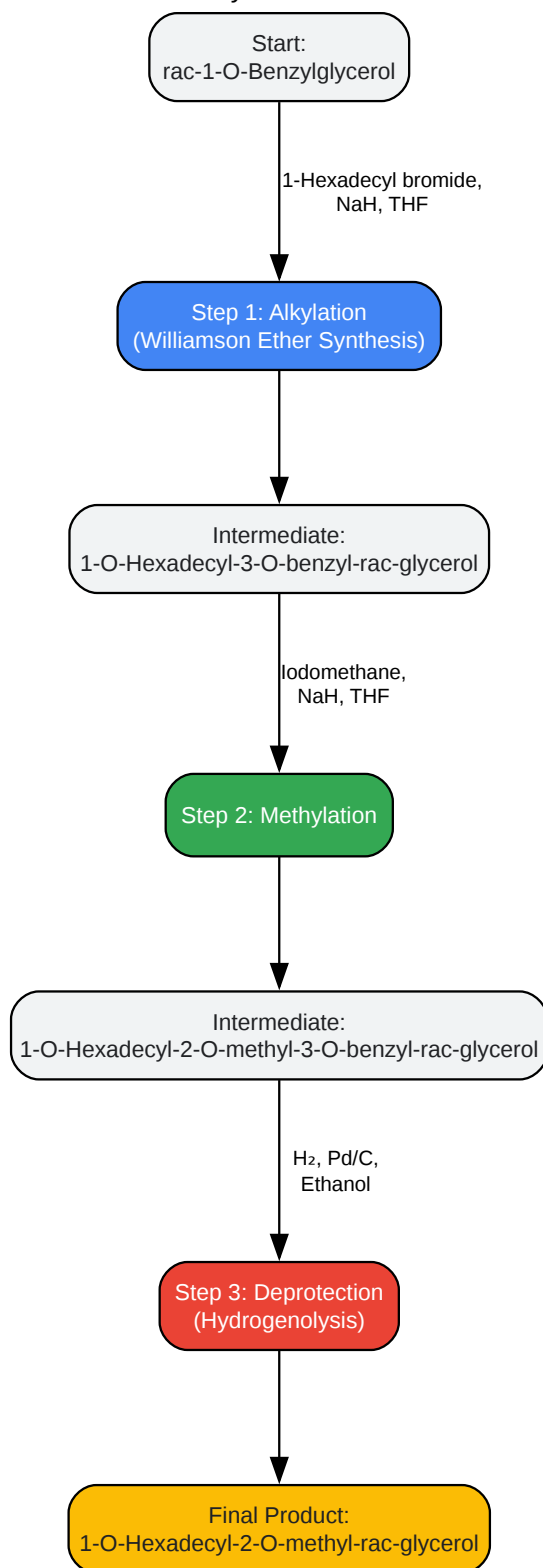 Start:
rac-1-O-Benzylglycerol
1-Hexadecyl bromide,
NaH, THF
Step 1: Alkylation
(Williamson Ether Synthesis)
Intermediate:
1-O-Hexadecyl-3-O-benzyl-rac-glycerol
Iodomethane,
NaH, THF
Step 2: Methylation
Intermediate:
1-O-Hexadecyl-2-O-methyl-3-O-benzyl-rac-glycerol
H₂, Pd/C,
Ethanol
Step 3: Deprotection
(Hydrogenolysis)
Final Product:
1-O-Hexadecyl-2-O-methyl-rac-glycerol